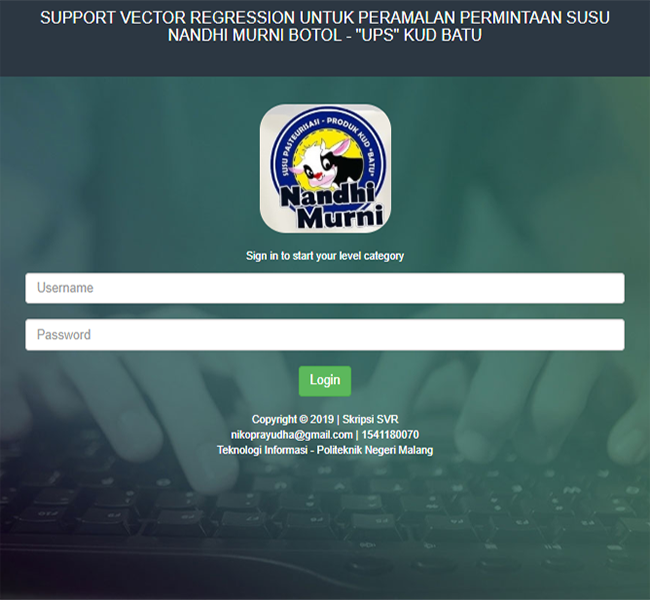 SUPPORT VECTOR REGRESSION UNTUK PERAMALAN PERMINTAAN SUSU
NANDHI MURNI BOTOL - "UPS" KUD BATU
SUSU PASTEURISASI - PRODUK KUD "BATU"
Nandhi
Murni
Sign in to start your level category
Username
Password
Login
Copyright © 2019 | Skripsi SVR
nikoprayudha@gmail.com | 1541180070
Teknologi Informasi - Politeknik Negeri Malang